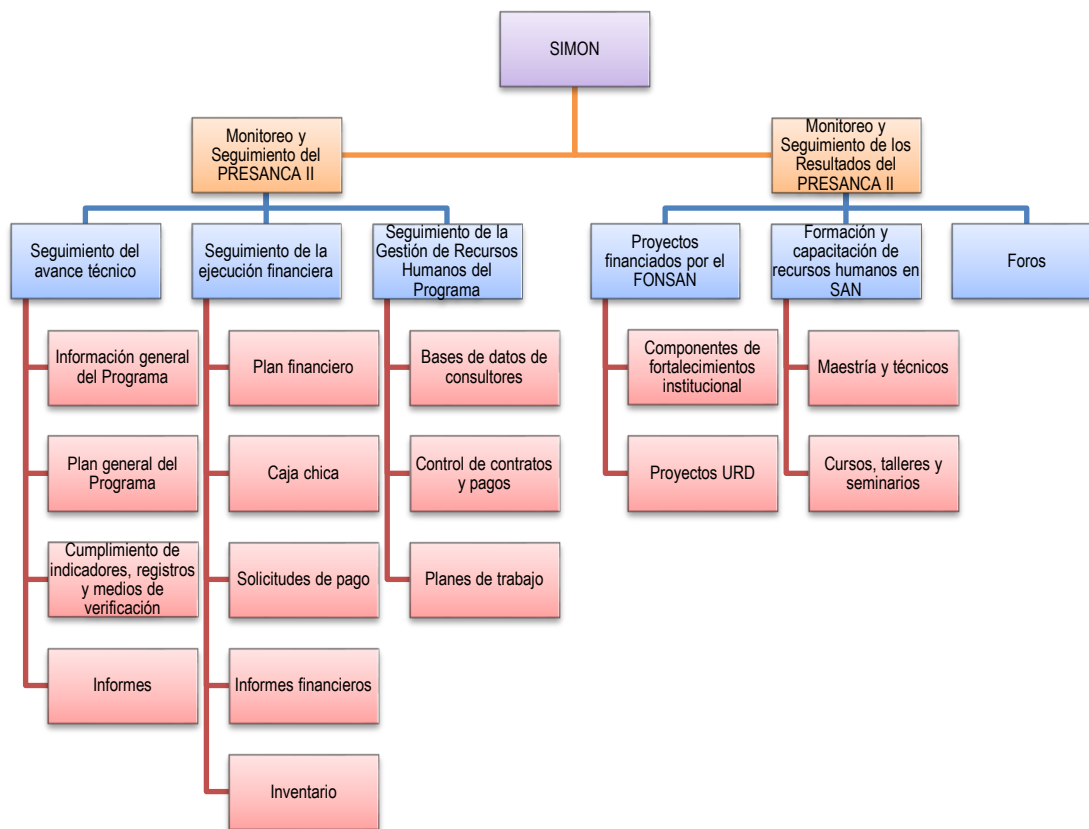 SIMON
Monitoreo y
Seguimiento del
PRESANCA II
Monitoreo y
Seguimiento de los
Resultados del
PRESANCA II
Seguimiento del
avance técnico
Seguimiento de la
ejecución financiera
Seguimiento de la
Gestión de Recursos
Humanos del
Programa
Proyectos
financiados por el
FONSAN
Formación y
capacitación de
recursos humanos en
SAN
Foros
Información general
del Programa
Plan general del
Programa
Cumplimiento de
indicadores, registros
y medios de
verificación
Informes
Plan financiero
Caja chica
Solicitudes de pago
Informes financieros
Inventario
Bases de datos de
consultores
Control de contratos
y pagos
Planes de trabajo
Componentes de
fortalecimientos
institucional
Proyectos URD
Maestría y técnicos
Cursos, talleres y
seminarios